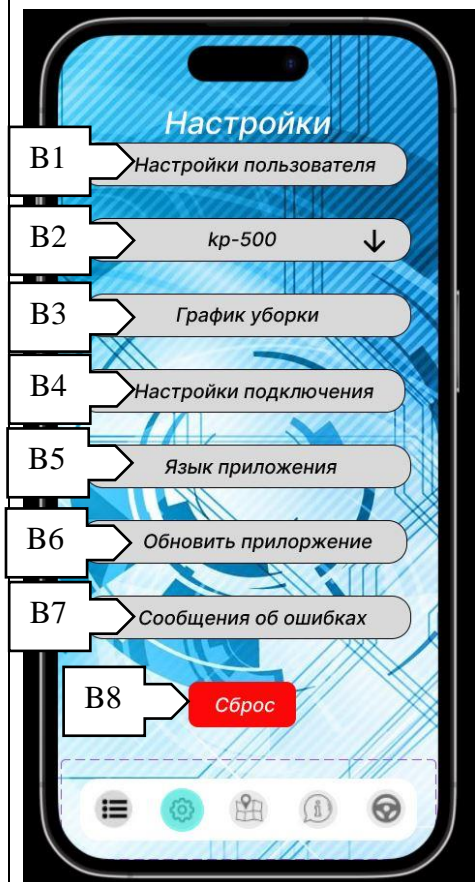 Настройки
B1
Настройки пользователя
B2
kp-500
B3
График уборки
B4
Настройки подключения
B5
Язык приложения
B6
Обновить прилоржение
B7
Сообщения об ошибках
B8
Сброс